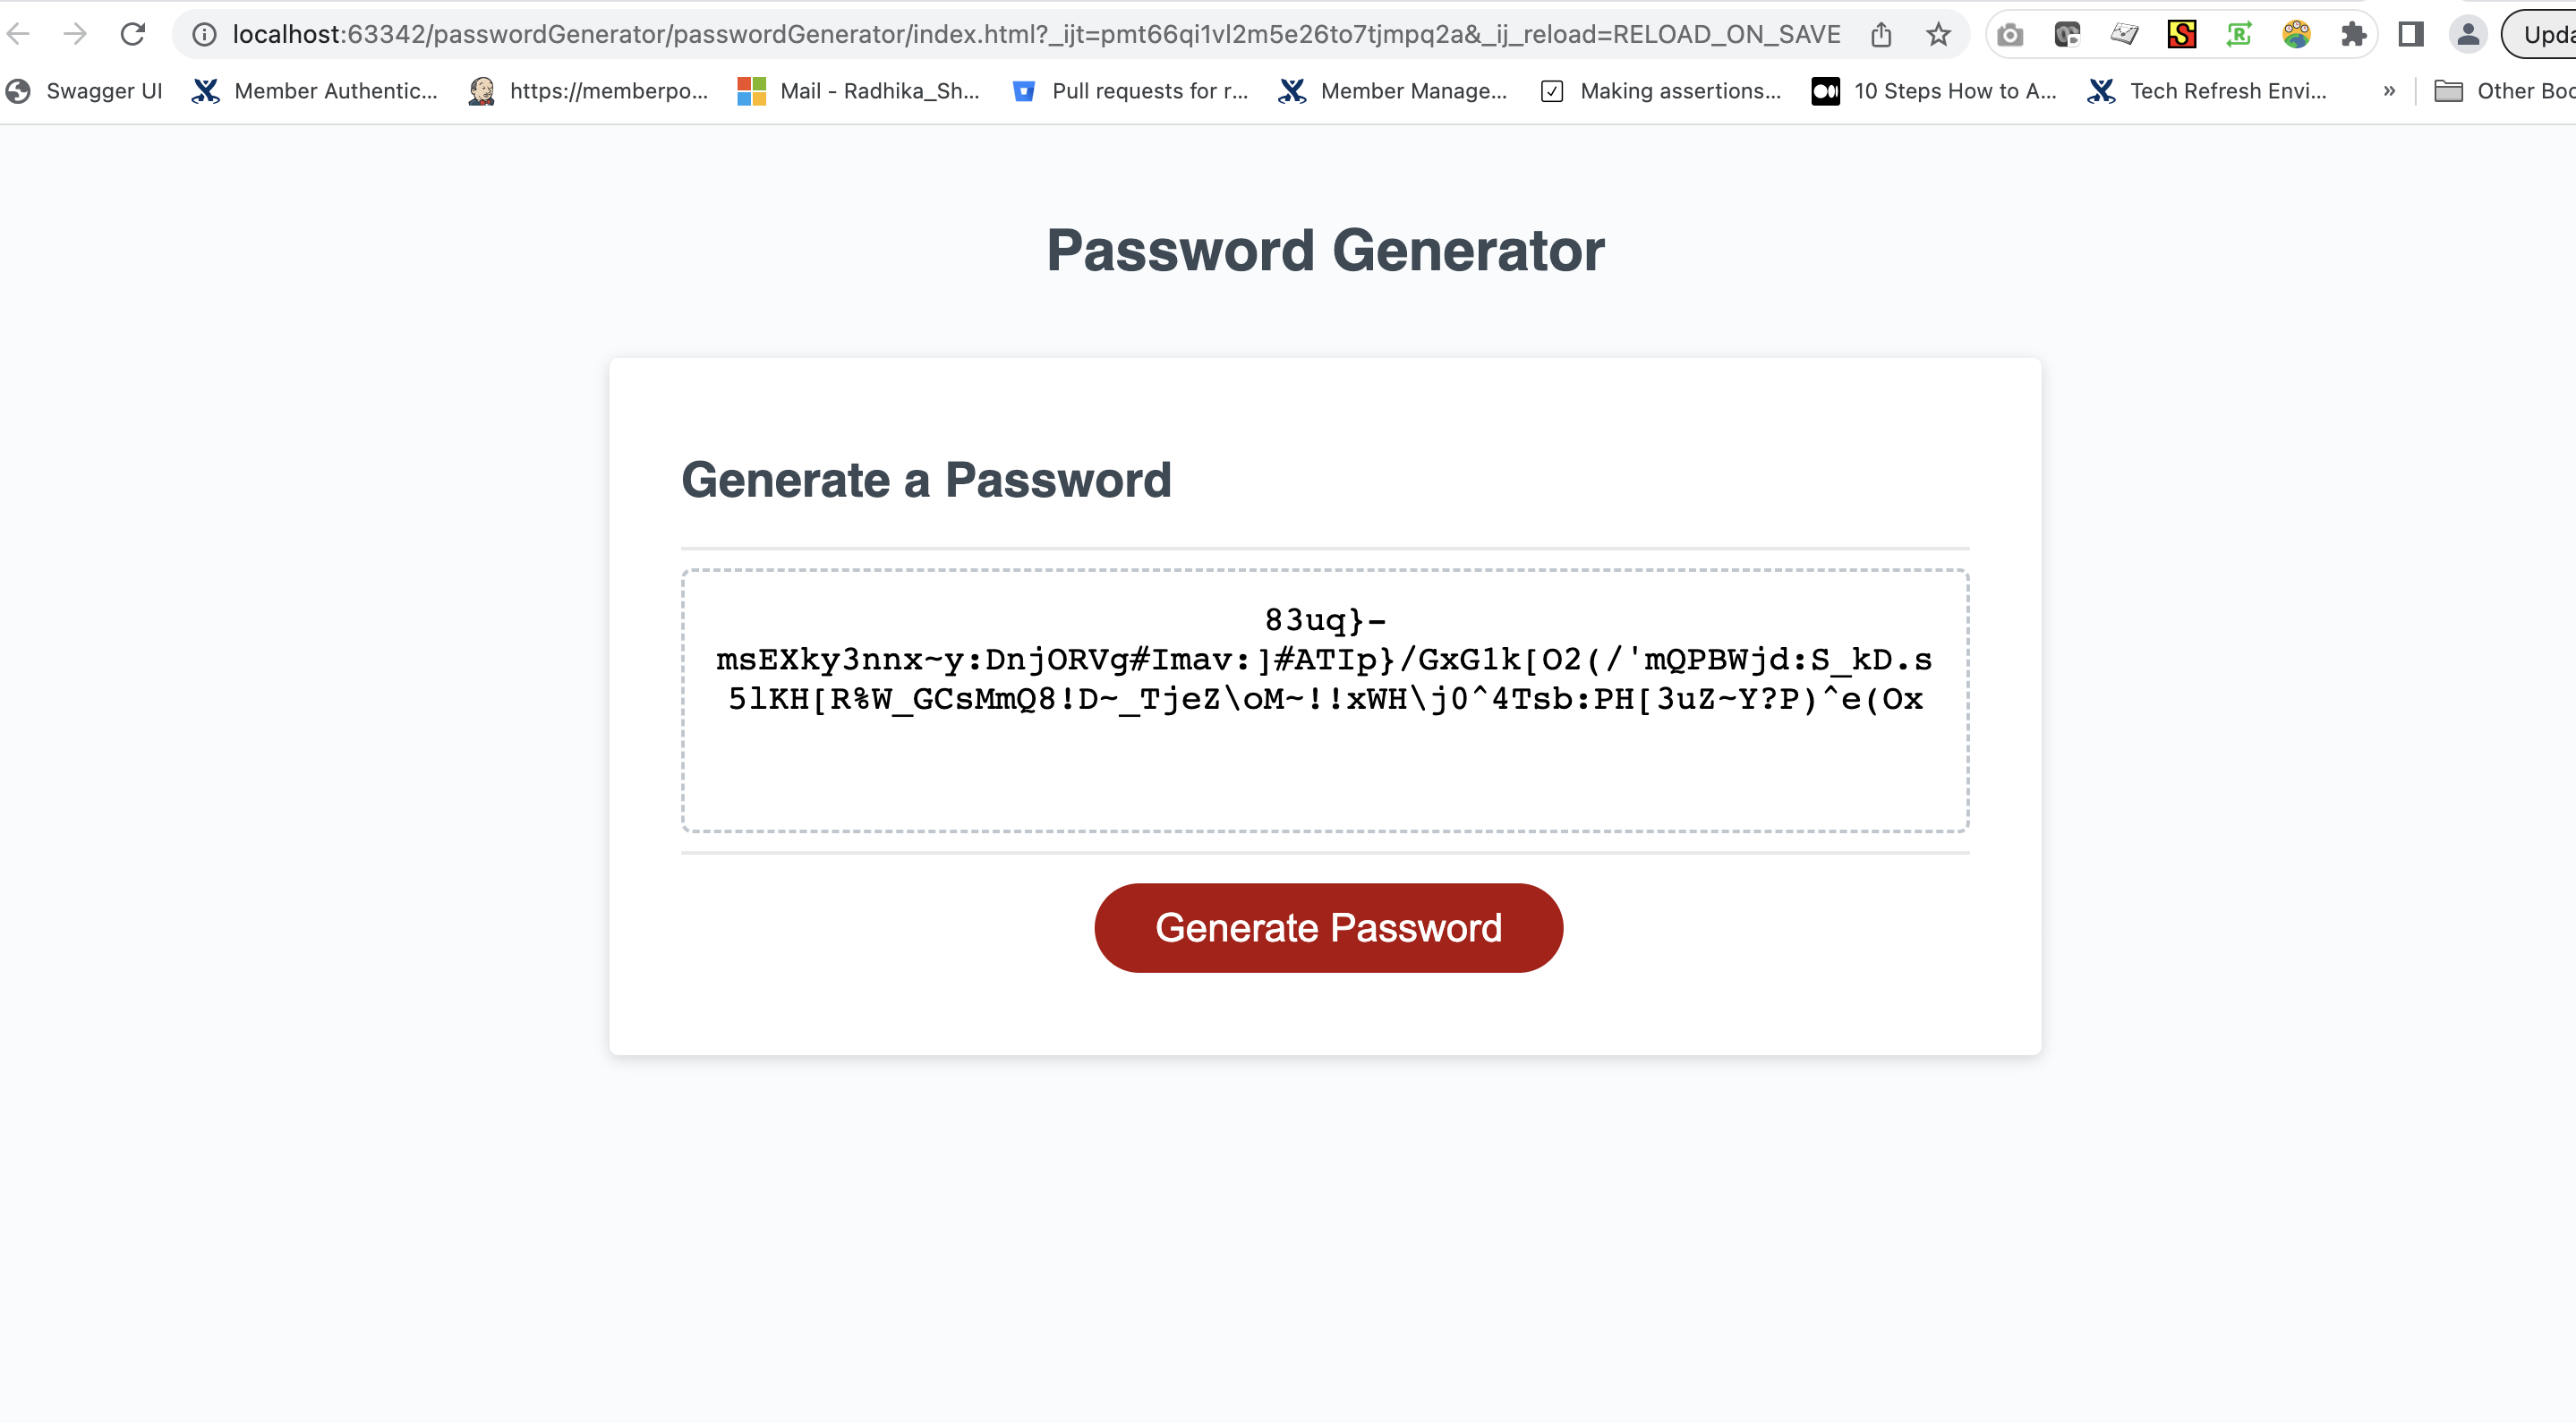 localhost:63342/passwordGenerator/passwordGenerator/index.html?_ijt=pmt66qi1vl2m5e26to7tjmpq2a&_ij_reload=RELOAD_ON_SAVE
Upda
Swagger UI
Member Authentic...
https://memberpo...
Mail - Radhika_Sh...
Pull requests for r...
Member Manage...
Making assertions...
10 Steps How to A...
Tech Refresh Envi...
»
Other Boo
Password Generator
Generate a Password
83uq}-
msEXky3nnx~y:DnjORVg#Imav:]#ATIp}/GxG1k[O2(/'mQPBWjd:S_kD.s
5lKH[R%W_GCsMmQ8!D~_TjeZ\oM~!!xWH\j0^4Tsb:PH[3uZ~Y?P)^e(Ox
Generate Password